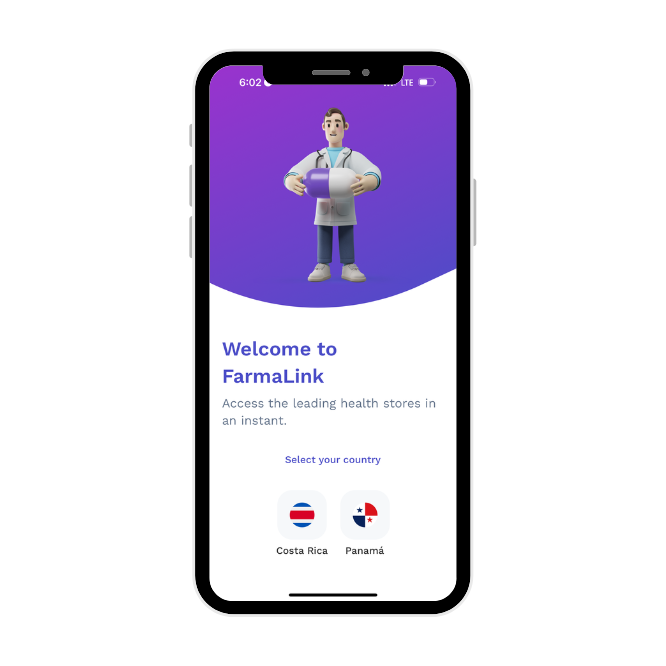 6:02
LTE
Welcome to
FarmaLink
Access the leading health stores in
an instant.
Select your country
Costa Rica
Panamá